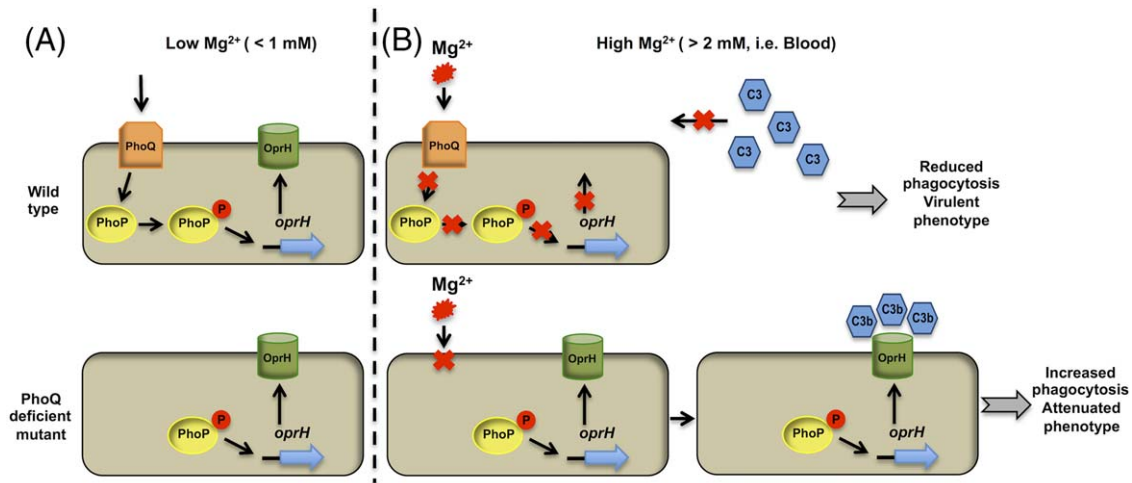 (A)
Low Mg²⁺ ( < 1 mM)
PhoQ
OprH
Wild
type
PhoP
PhoP
P
oprH
PhoQ
deficient
mutant
OprH
PhoP
P
oprH
(B)
Mg²⁺
High Mg²⁺ ( > 2 mM, i.e. Blood)
PhoQ
C3
C3
C3
C3
PhoP
PhoP
P
oprH
Reduced
phagocytosis
Virulent
phenotype
Mg²⁺
OprH
PhoP
P
oprH
C3b
C3b
C3b
OprH
PhoP
P
oprH
Increased
phagocytosis
Attenuated
phenotype